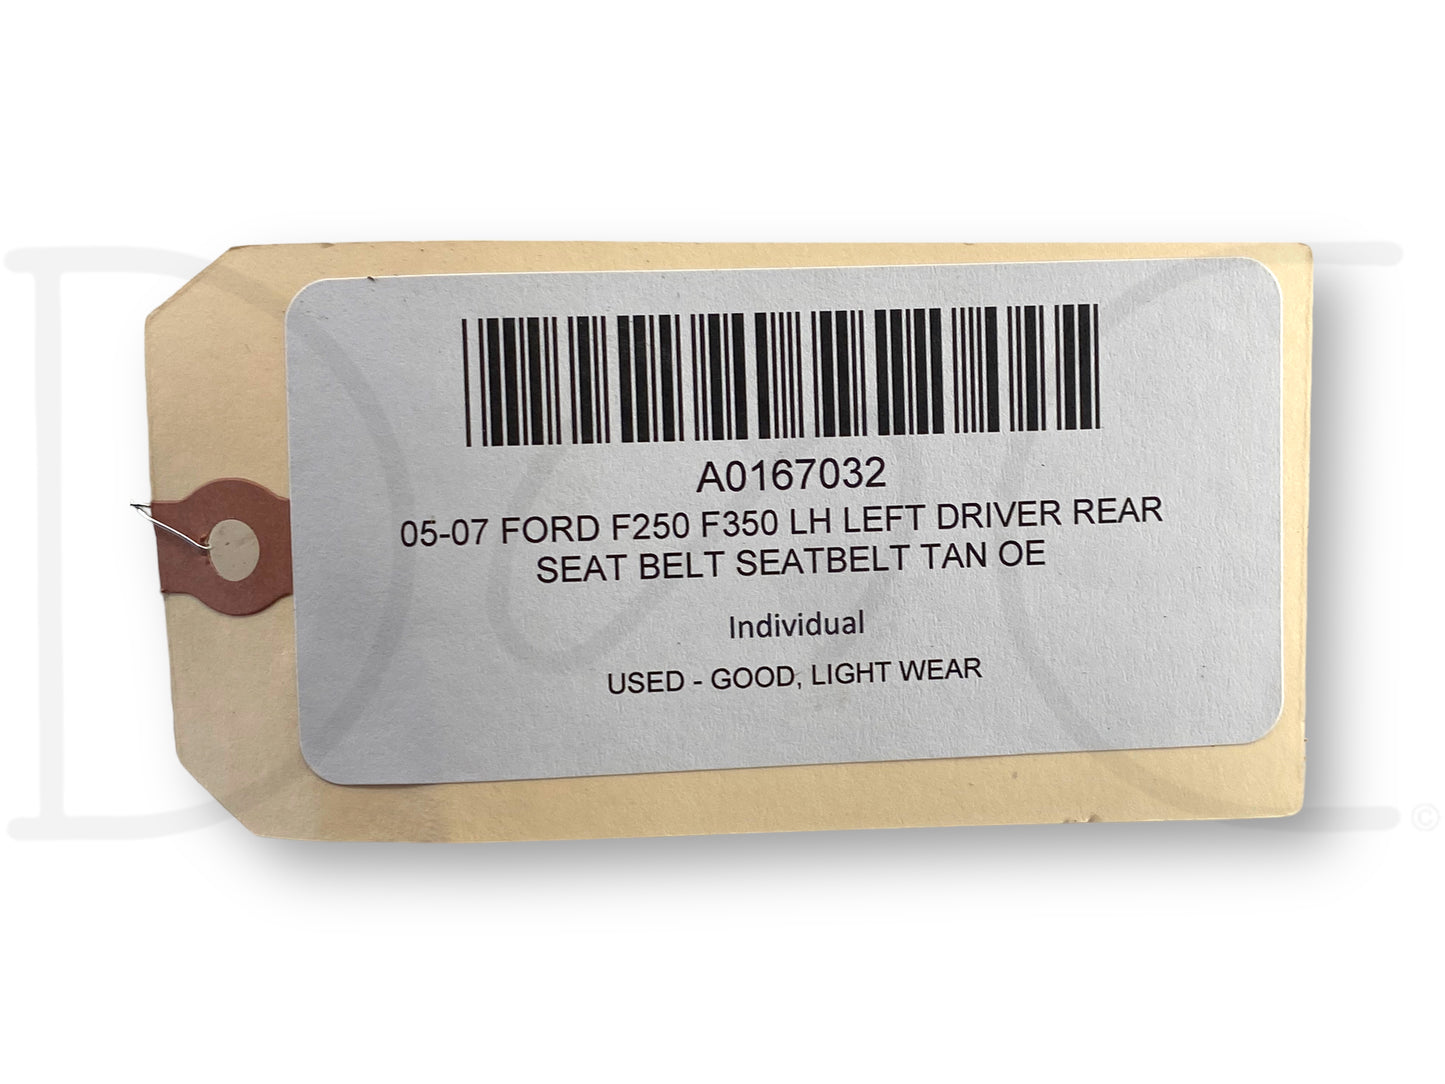 A0167032
05-07 FORD F250 F350 LH LEFT DRIVER REAR
SEAT BELT SEATBELT TAN OE
Individual
USED - GOOD, LIGHT WEAR
©